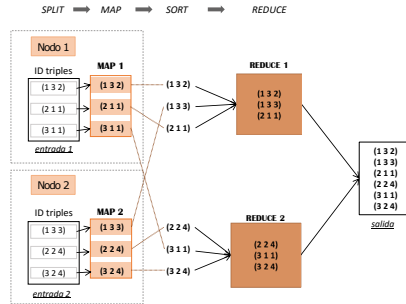 SPLIT MAP SORT REDUCE
Nodo 1
ID triples
(1 3 2)
(2 1 1)
(3 1 1)
entrada 1
MAP 1
(1 3 2)
(2 1 1)
(3 1 1)
Nodo 2
ID triples
(1 3 3)
(2 2 4)
(3 2 4)
entrada 2
MAP 2
(1 3 3)
(2 2 4)
(3 2 4)
(1 3 2)
(1 3 3)
(2 1 1)
(2 2 4)
(3 1 1)
(3 2 4)
REDUCE 1
(1 3 2)
(1 3 3)
(2 1 1)
REDUCE 2
(2 2 4)
(3 1 1)
(3 2 4)
(1 3 2)
(1 3 3)
(2 1 1)
(2 2 4)
(3 1 1)
(3 2 4)
salida